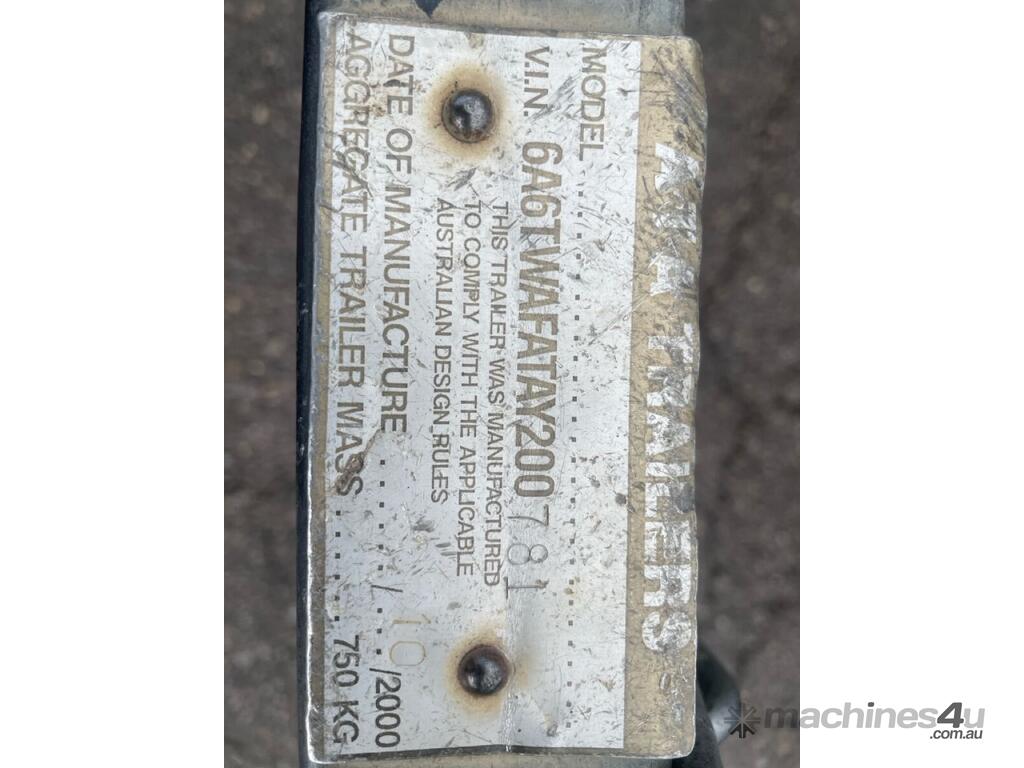 TRAILERS
MODEL ..............................
V.I.N. 6A6TWAFATAY200781
THIS TRAILER WAS MANUFACTURED
TO COMPLY WITH THE APPLICABLE
AUSTRALIAN DESIGN RULES
DATE OF MANUFACTURE ...../.10./2000
AGGREGATE TRAILER MASS ........ 750 KG
machines4u
.com.au